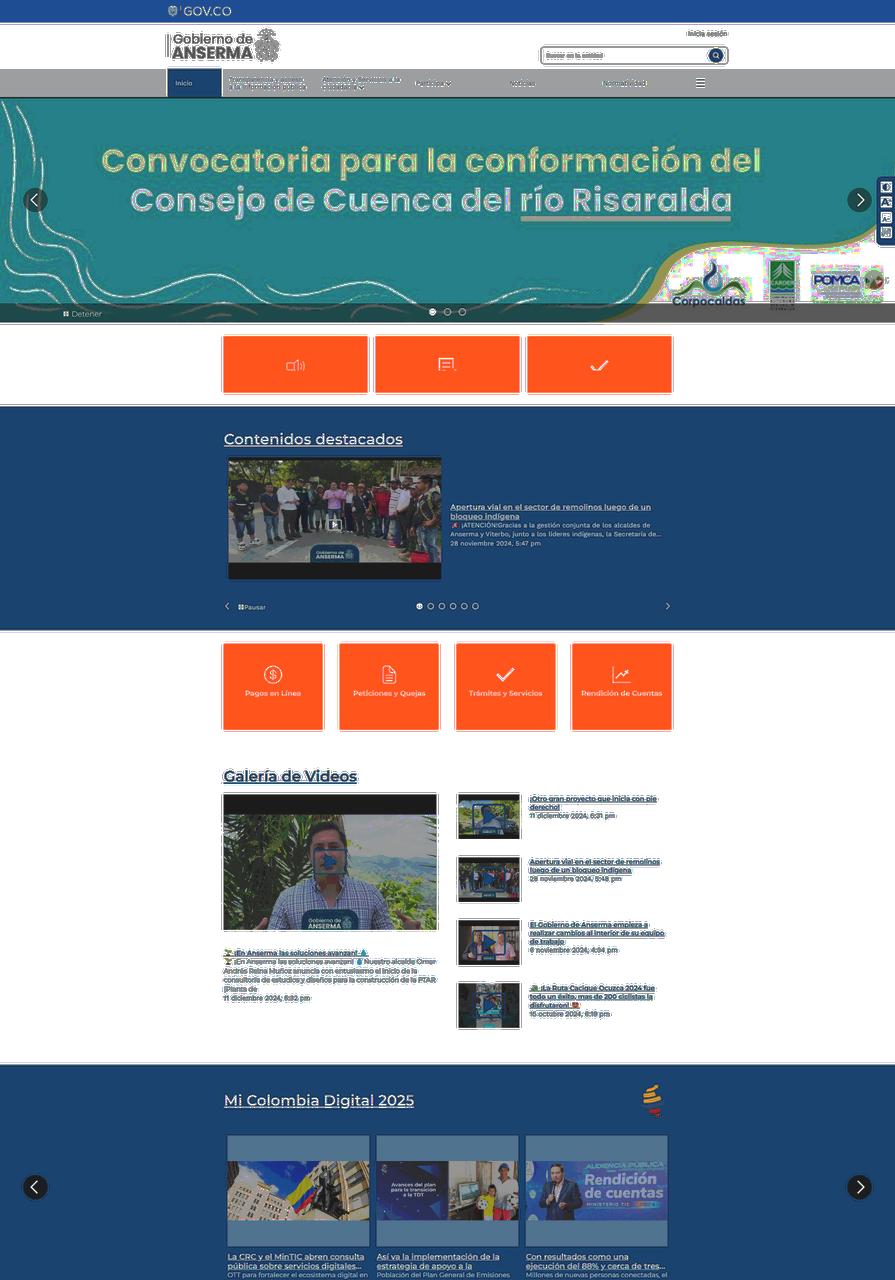 GOV.CO
Inicia sesión
Gobierno de
ANSERMA
Buscar en la entidad
Inicio
Participa
Noticias
Normatividad
Convocatoria para la conformación del
Consejo de Cuenca del río Risaralda
Corpocaldas
CARDER
POMCA
Detener
Contenidos destacados
Apertura vial en el sector de remolinos luego de un
bloqueo indígena
¡ATENCIÓN!Gracias a la gestión conjunta de los alcaldes de
Anserma y Viterbo, junto a los líderes indígenas, la Secretaría de...
28 noviembre 2024, 5:47 pm
Gobierno de
ANSERMA
Pausar
Pagos en Línea
Peticiones y Quejas
Trámites y Servicios
Rendición de Cuentas
Galería de Videos
Gobierno de
ANSERMA
¡En Anserma las soluciones avanzan!
¡En Anserma las soluciones avanzan! Nuestro alcalde Omar
Andrés Reina Muñoz anuncia con entusiasmo el inicio de la
consultoría de estudios y diseños para la construcción de la PTAR
(Planta de
11 diciembre 2024, 6:32 pm
¡Otro gran proyecto que inicia con pie
derecho!
11 diciembre 2024, 6:31 pm
Apertura vial en el sector de remolinos
luego de un bloqueo indígena
28 noviembre 2024, 5:48 pm
El Gobierno de Anserma empieza a
realizar cambios al interior de su equipo
de trabajo
6 noviembre 2024, 4:34 pm
¡La Ruta Cacique Ocuzca 2024 fue
todo un éxito, mas de 200 ciclistas la
disfrutaron!
16 octubre 2024, 6:19 pm
Mi Colombia Digital 2025
Avances del plan
para la transición
a la TDT
AUDIENCIA PÚBLICA
Rendición
de cuentas
MINISTERIO TIC
La CRC y el MinTIC abren consulta
pública sobre servicios digitales...
OTT para fortalecer el ecosistema digital en
Así va la implementación de la
estrategia de apoyo a la
Población del Plan General de Emisiones
Con resultados como una
ejecución del 88% y cerca de tres...
Millones de nuevas personas conectadas, el